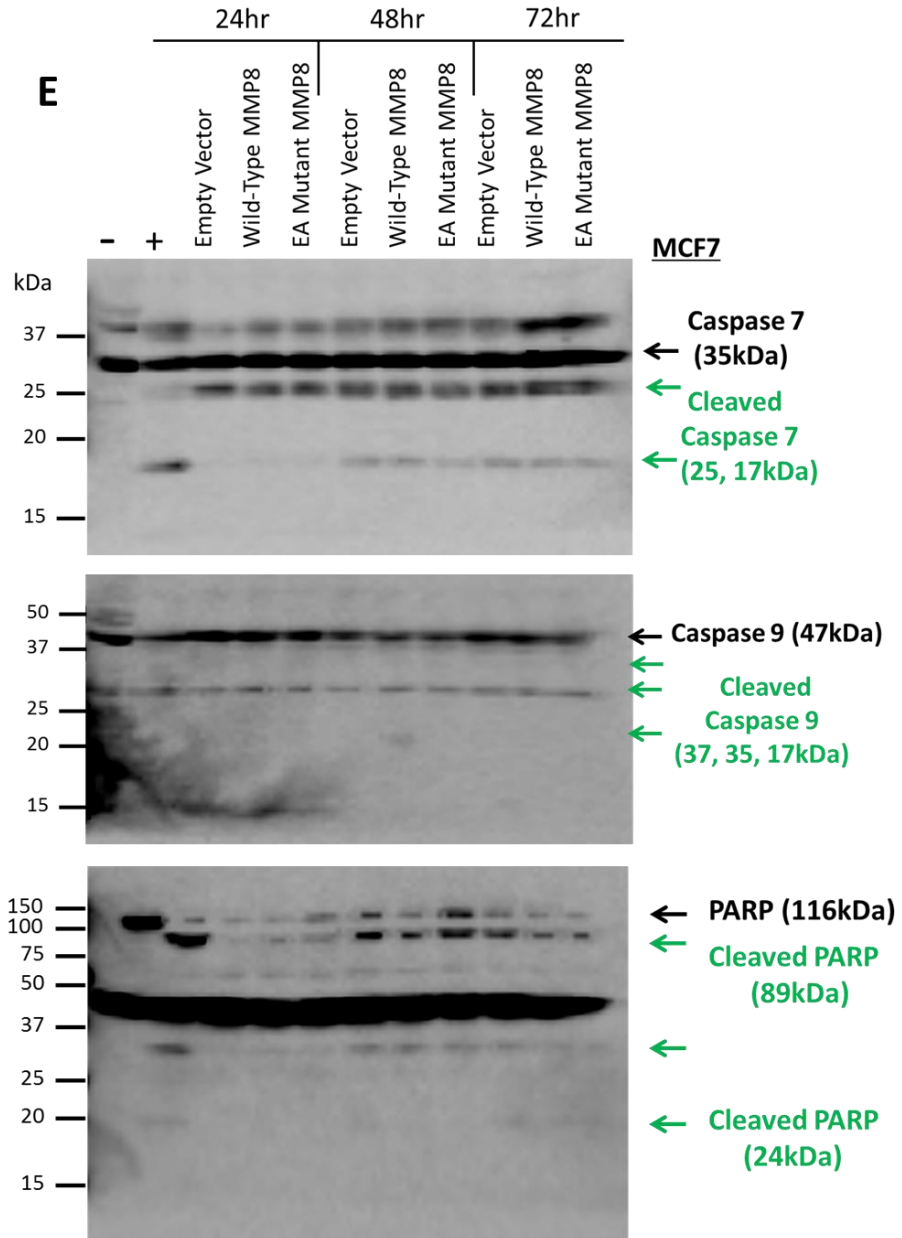 24hr 48hr 72hr
E
Empty Vector
Wild-Type MMP8
EA Mutant MMP8
Empty Vector
Wild-Type MMP8
EA Mutant MMP8
Empty Vector
Wild-Type MMP8
EA Mutant MMP8
- +
MCF7
kDa
37
25
20
15
Caspase 7
(35kDa)
Cleaved
Caspase 7
(25, 17kDa)
50
37
25
20
15
Caspase 9 (47kDa)
Cleaved
Caspase 9
(37, 35, 17kDa)
150
100
75
50
37
25
20
15
PARP (116kDa)
Cleaved PARP
(89kDa)
Cleaved PARP
(24kDa)